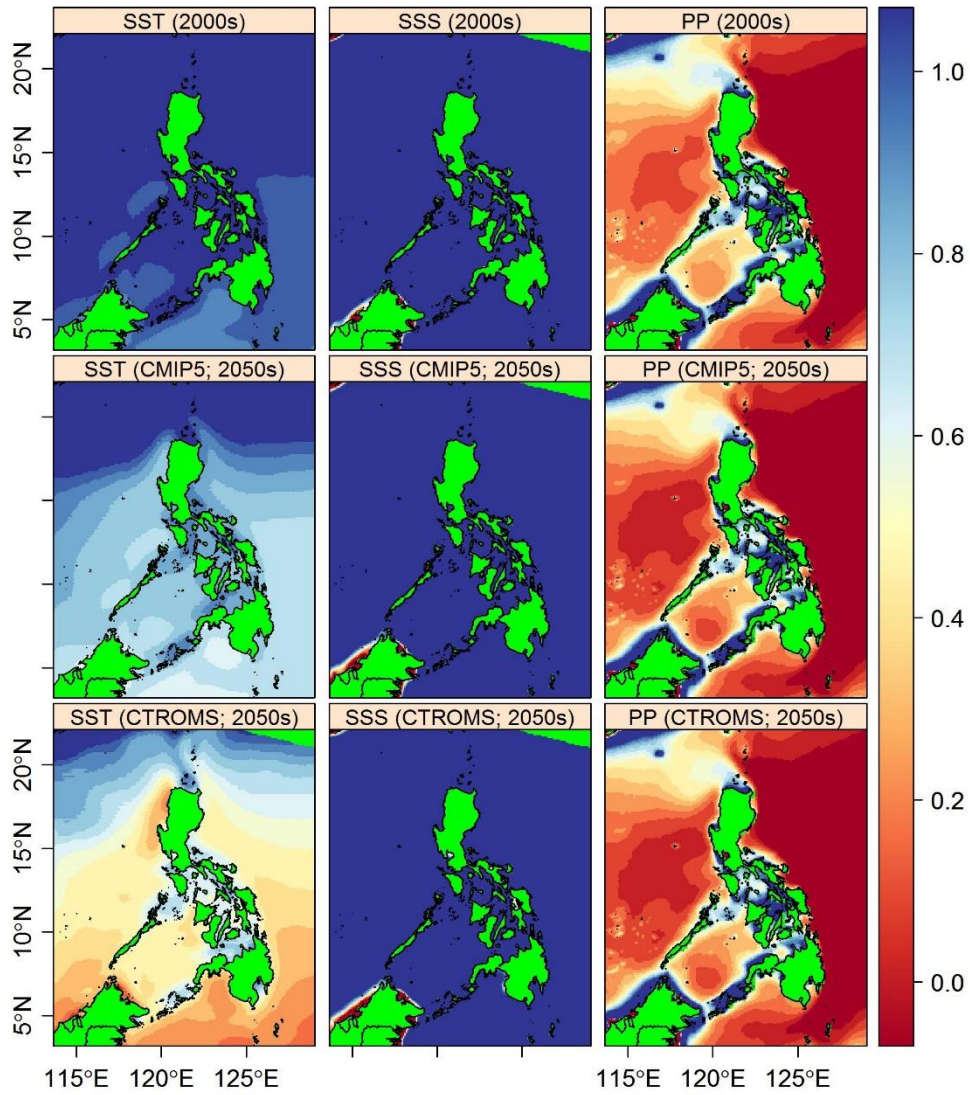 SST (2000s)
SSS (2000s)
PP (2000s)
20°N
15°N
10°N
5°N
SST (CMIP5; 2050s)
SSS (CMIP5; 2050s)
PP (CMIP5; 2050s)
SST (CTROMS; 2050s)
SSS (CTROMS; 2050s)
PP (CTROMS; 2050s)
20°N
15°N
10°N
5°N
115°E 120°E 125°E
115°E 120°E 125°E
1.0
0.8
0.6
0.4
0.2
0.0